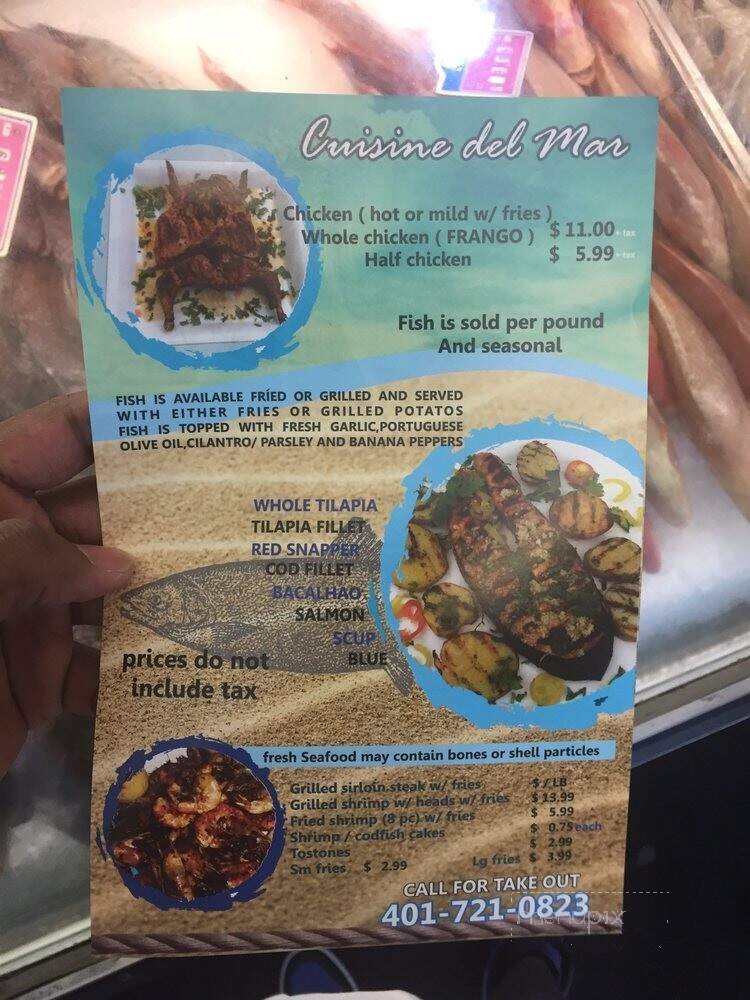 Cuisine del Mar
Chicken ( hot or mild w/ fries )
Whole chicken ( FRANGO ) $ 11.00 + tax
Half chicken $ 5.99 + tax
Fish is sold per pound
And seasonal
FISH IS AVAILABLE FRÍED OR GRILLED AND SERVED
WITH EITHER FRIES OR GRILLED POTATOS
FISH IS TOPPED WITH FRESH GARLIC,PORTUGUESE
OLIVE OIL,CILANTRO/ PARSLEY AND BANANA PEPPERS
WHOLE TILAPIA
TILAPIA FILLET
RED SNAPPER
COD FILLET
BACALHAO
SALMON
SCUP
BLUE
prices do not
include tax
fresh Seafood may contain bones or shell particles
Grilled sirloin steak w/ fries $ / LB
Grilled shrimp w/ heads w/ fries $ 13.99
Fried shrimp (8 pc) w/ fries $ 5.99
Shrimp / codfish cakes $ 0.75 each
Tostones $ 2.99
Sm fries $ 2.99 Lg fries $ 3.99
CALL FOR TAKE OUT
401-721-0823
menupix